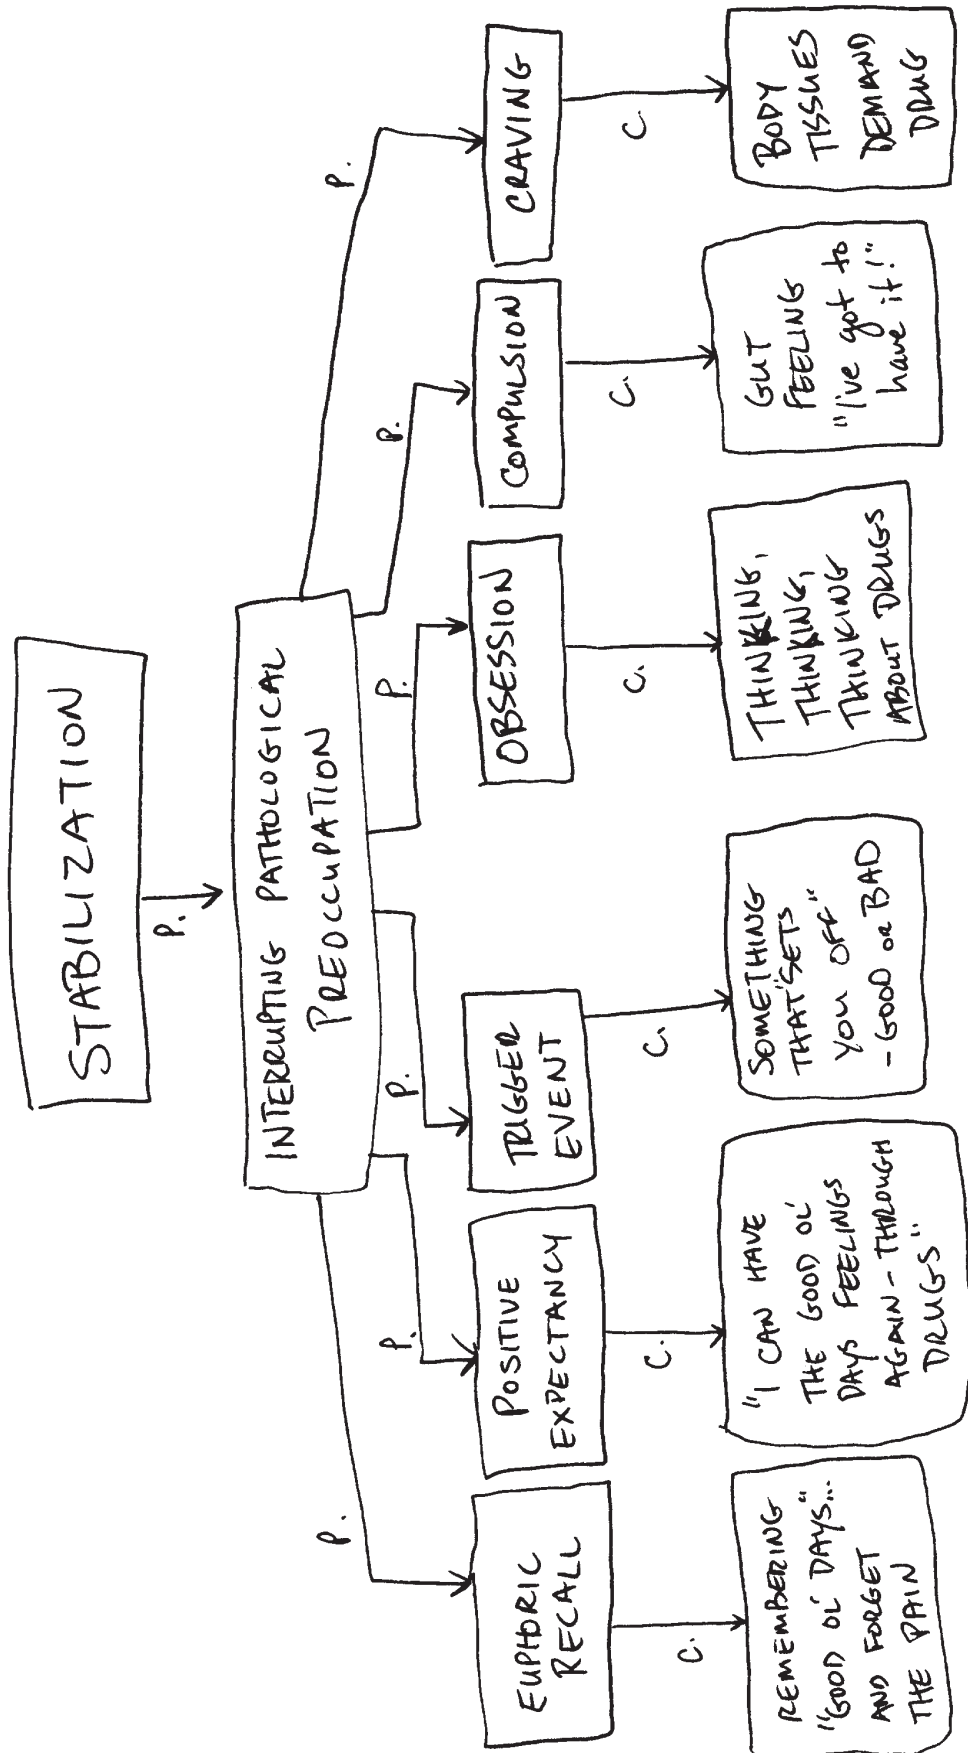 STABILIZATION
P.
INTERRUPTING PATHOLOGICAL
PREOCCUPATION
P.
P.
P.
P.
P.
P.
EUPHORIC
RECALL
POSITIVE
EXPECTANCY
TRIGGER
EVENT
OBSESSION
COMPULSION
CRAVING
C.
C.
C.
C.
C.
C.
REMEMBERING
"GOOD OL' DAYS"...
AND FORGET
THE PAIN
"I CAN HAVE
THE GOOD OL'
DAYS FEELINGS
AGAIN - THROUGH
DRUGS"
SOMETHING
THAT "SETS
YOU OFF"
- GOOD OR BAD
THINKING,
THINKING,
THINKING
ABOUT DRUGS
GUT
FEELING
"I've got to
have it!"
BODY
TISSUES
DEMAND
DRUG